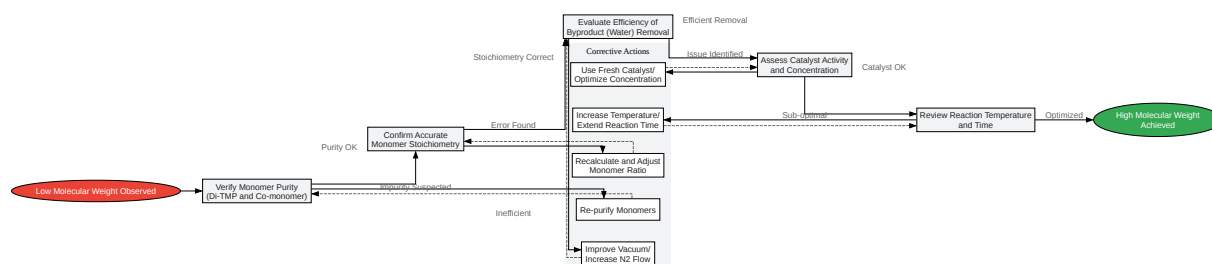 Evaluate Efficiency of
Byproduct (Water) Removal
Efficient Removal
Corrective Actions
Stoichiometry Correct
Issue Identified
Assess Catalyst Activity
and Concentration
Catalyst OK
Use Fresh Catalyst/
Optimize Concentration
Increase Temperature/
Extend Reaction Time
Sub-optimal
Review Reaction Temperature
and Time
Optimized
High Molecular Weight
Achieved
Error Found
Confirm Accurate
Monomer Stoichiometry
Purity OK
Recalculate and Adjust
Monomer Ratio
Low Molecular Weight Observed
Verify Monomer Purity
(Di-TMP and Co-monomer)
Impurity Suspected
Re-purify Monomers
Inefficient
Improve Vacuum/
Increase N2 Flow